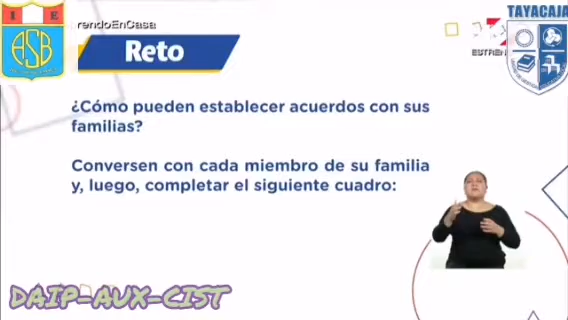 I E
ASB
rendoEnCasa
TAYACAJA
ESTREN
Reto
¿Cómo pueden establecer acuerdos con sus
familias?
Conversen con cada miembro de su familia
y, luego, completar el siguiente cuadro:
DAIP-AUX-CIST